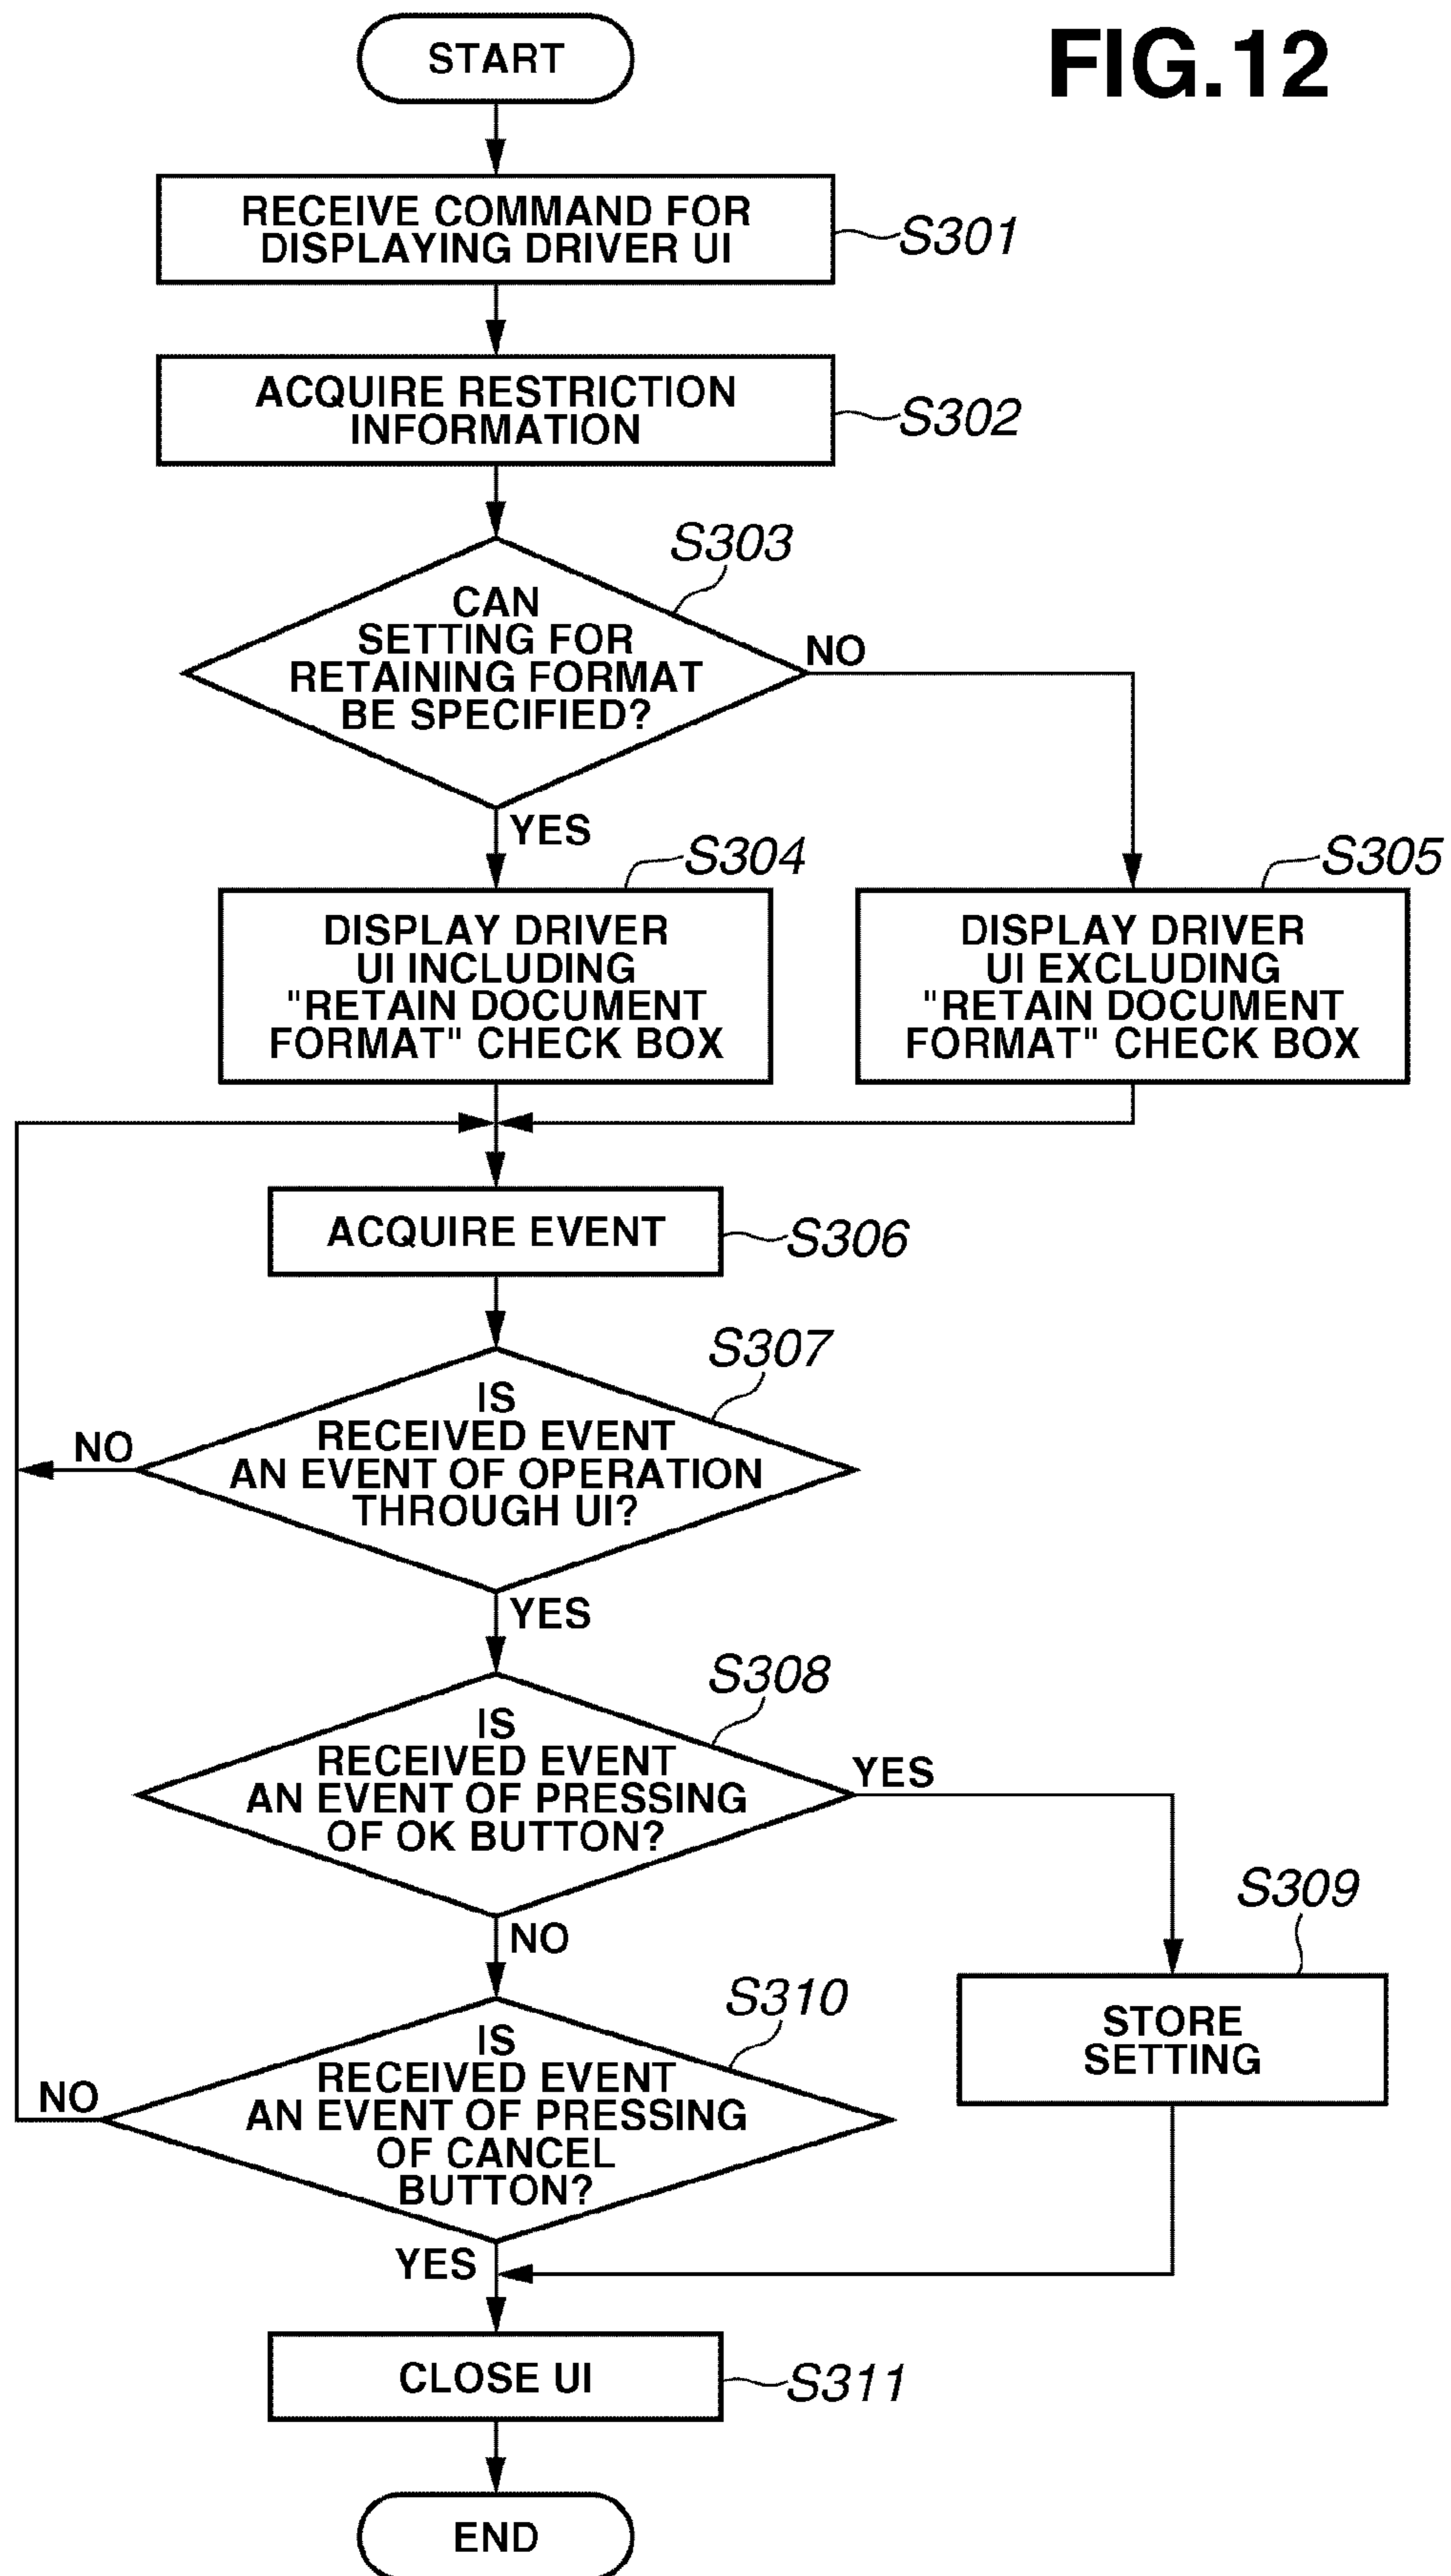 START
FIG.12
RECEIVE COMMAND FOR
DISPLAYING DRIVER UI
S301
ACQUIRE RESTRICTION
INFORMATION
S302
S303
CAN
SETTING FOR
RETAINING FORMAT
BE SPECIFIED?
NO
YES
S304
S305
DISPLAY DRIVER
UI INCLUDING
"RETAIN DOCUMENT
FORMAT" CHECK BOX
DISPLAY DRIVER
UI EXCLUDING
"RETAIN DOCUMENT
FORMAT" CHECK BOX
ACQUIRE EVENT
S306
S307
IS
RECEIVED EVENT
AN EVENT OF OPERATION
THROUGH UI?
NO
YES
S308
IS
RECEIVED EVENT
AN EVENT OF PRESSING
OF OK BUTTON?
YES
NO
S309
STORE
SETTING
S310
IS
RECEIVED EVENT
AN EVENT OF PRESSING
OF CANCEL
BUTTON?
NO
YES
CLOSE UI
S311
END